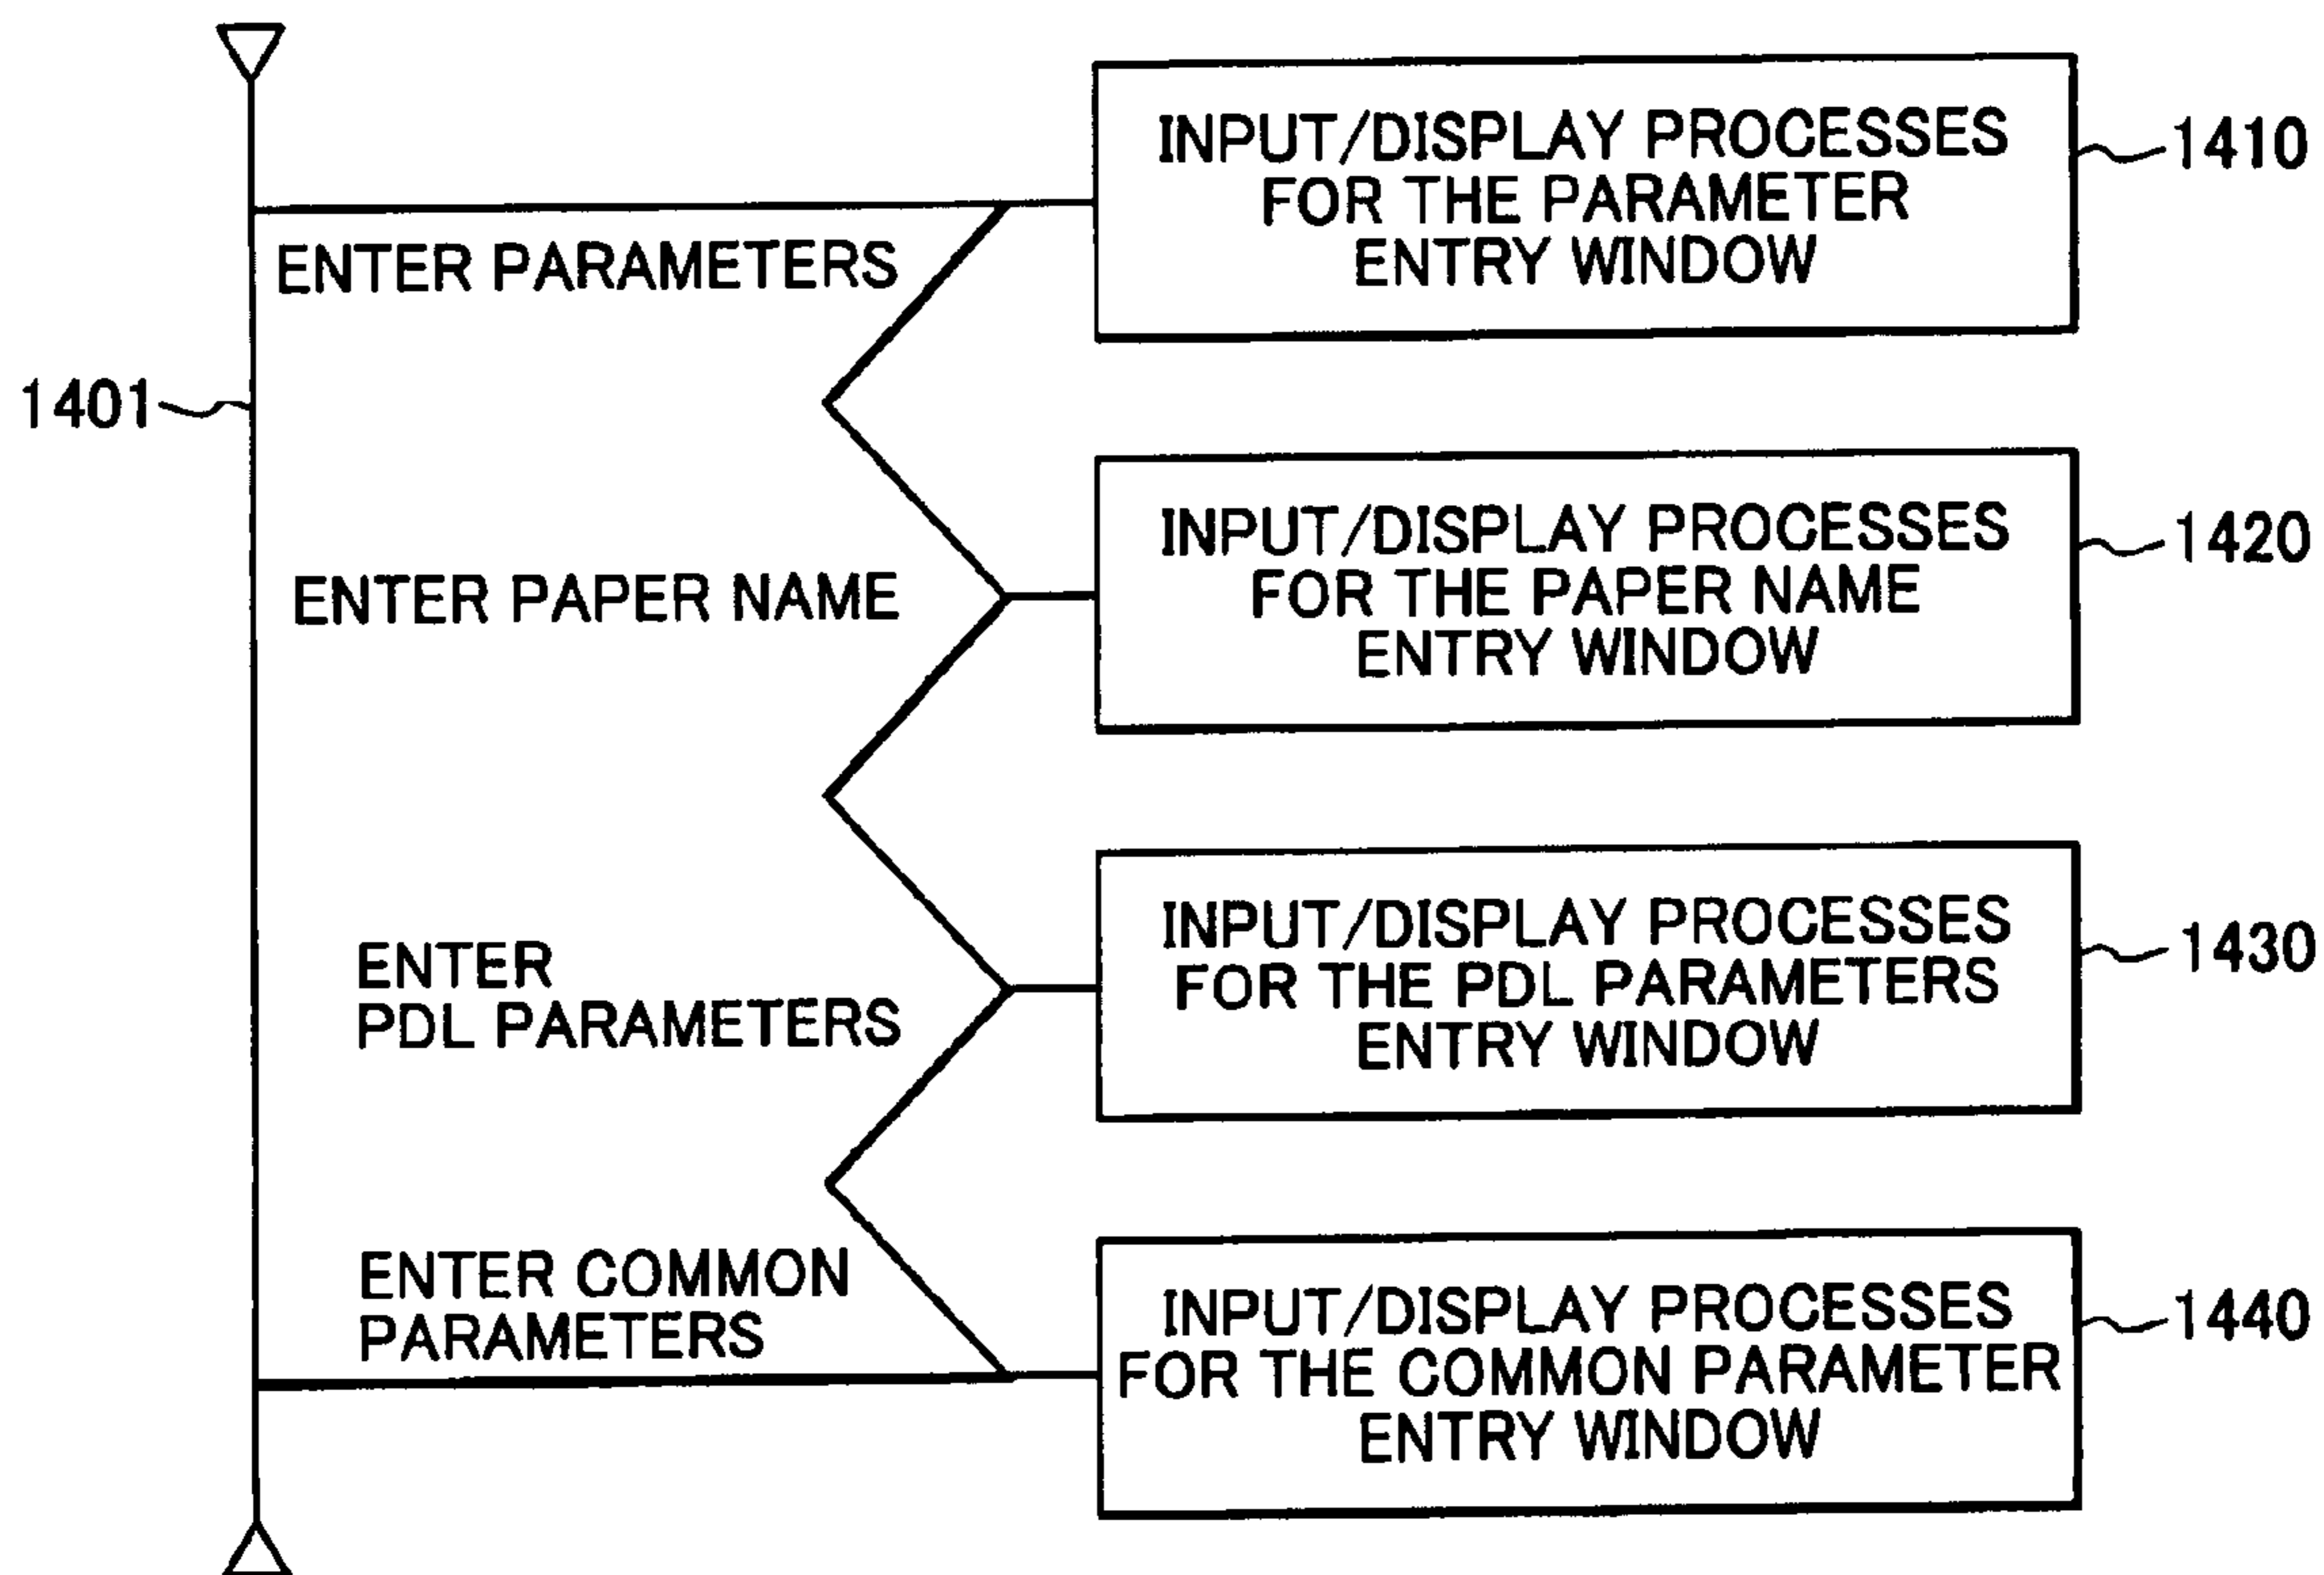 INPUT/DISPLAY PROCESSES
FOR THE PARAMETER
ENTRY WINDOW
1410
ENTER PARAMETERS
1401
INPUT/DISPLAY PROCESSES
FOR THE PAPER NAME
ENTRY WINDOW
1420
ENTER PAPER NAME
INPUT/DISPLAY PROCESSES
FOR THE PDL PARAMETERS
ENTRY WINDOW
1430
ENTER
PDL PARAMETERS
INPUT/DISPLAY PROCESSES
FOR THE COMMON PARAMETER
ENTRY WINDOW
1440
ENTER COMMON
PARAMETERS